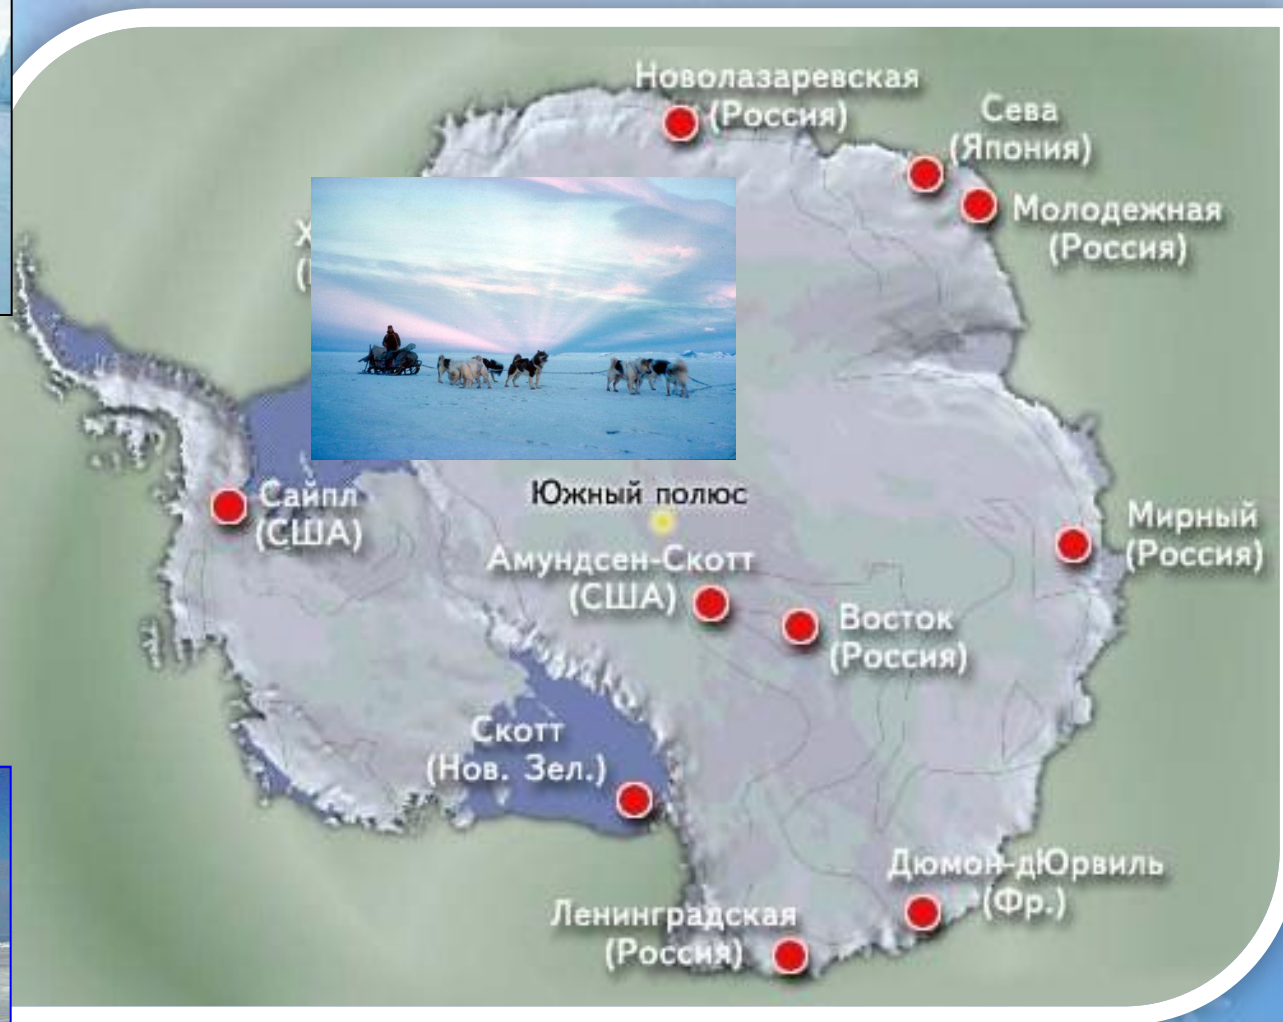 Новолазаревская
(Россия)
Сева
(Япония)
Молодежная
(Россия)
Сайпл
(США)
Южный полюс
Амундсен-Скотт
(США)
Восток
(Россия)
Мирный
(Россия)
Скотт
(Нов. Зел.)
Дюмон-дЮрвиль
(Фр.)
Ленинградская
(Россия)